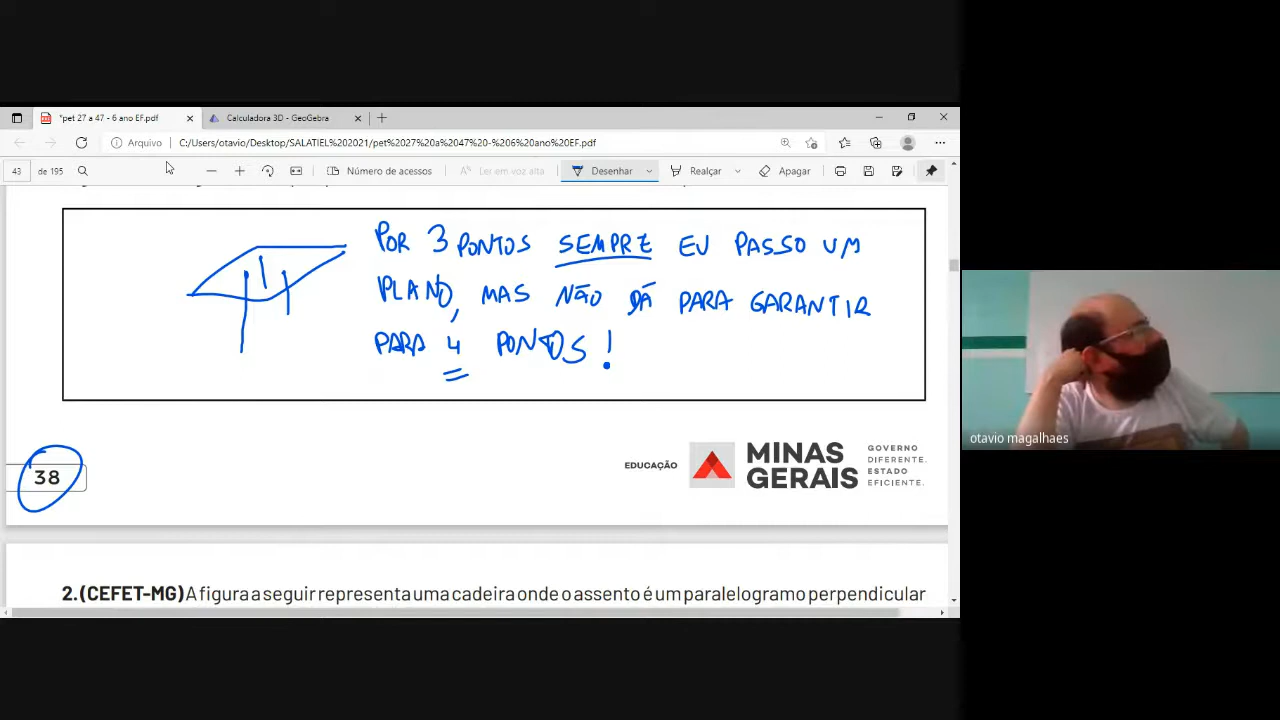 *pet 27 a 47 - 6 ano EF.pdf
Calculadora 3D - GeoGebra
Arquivo
C:/Users/otavio/Desktop/SALATIEL%202021/pet%2027%20a%2047%20-%206%20ano%20EF.pdf
43 de 195
Número de acessos
Ler em voz alta
Desenhar
Realçar
Apagar
POR 3 PONTOS SEMPRE EU PASSO UM
PLANO, MAS NÃO DÁ PARA GARANTIR
PARA 4 PONTOS!
38
EDUCAÇÃO
MINAS
GERAIS
GOVERNO
DIFERENTE.
ESTADO
EFICIENTE.
otavio magalhaes
2.(CEFET-MG) A figura a seguir representa uma cadeira onde o assento é um paralelogramo perpendicular